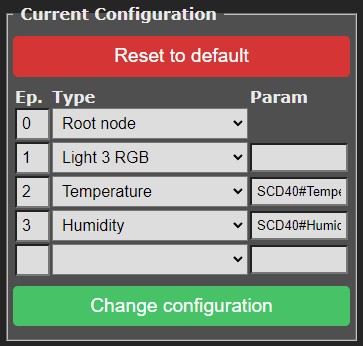 Current Configuration
Reset to default
Ep. Type Param
0 Root node
1 Light 3 RGB
2 Temperature SCD40#Tempe
3 Humidity SCD40#Humic
Change configuration